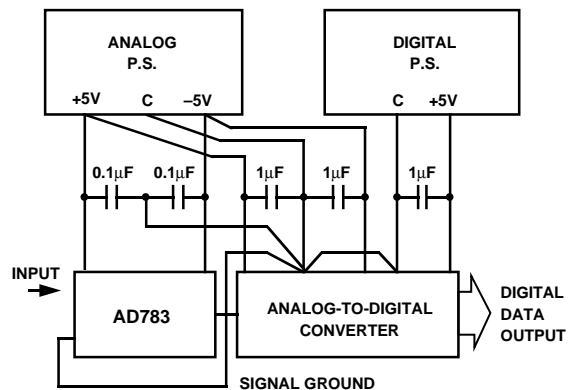 ANALOG
P.S.
DIGITAL
P.S.
+5V C –5V
C +5V
0.1μF 0.1μF 1μF 1μF 1μF
INPUT
AD783
ANALOG-TO-DIGITAL
CONVERTER
DIGITAL
DATA
OUTPUT
SIGNAL GROUND